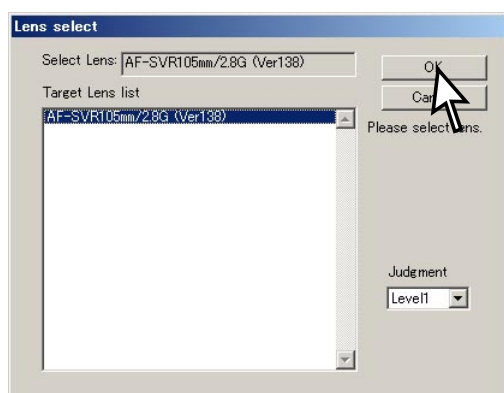 Lens select
Select Lens: AF-SVR105mm/2.8G (Ver138)
OK
Target Lens list
AF-SVR105mm/2.8G (Ver138)
Please select
Judgment
Level1